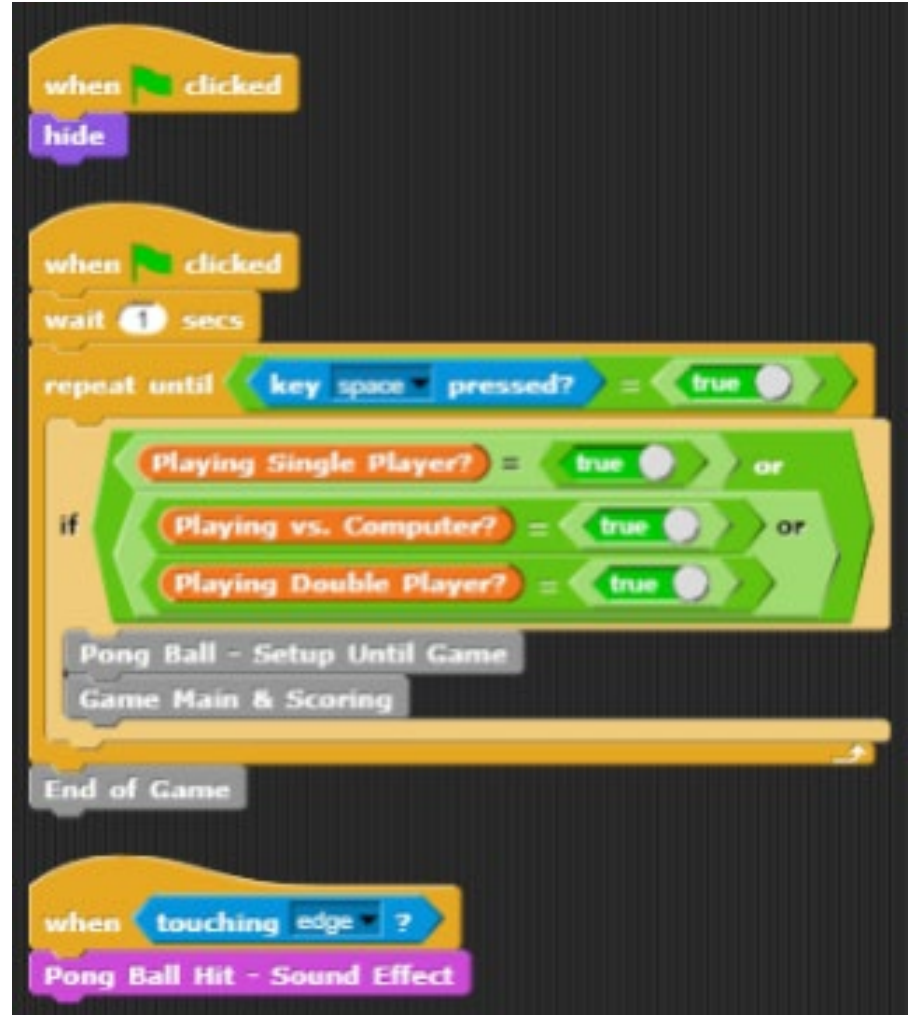 when clicked
hide
when clicked
wait 1 secs
repeat until key space pressed? = true
Playing Single Player? = true or
if Playing vs. Computer? = true or
Playing Double Player? = true
Pong Ball - Setup Until Game
Game Main & Scoring
End of Game
when touching edge ?
Pong Ball Hit - Sound Effect